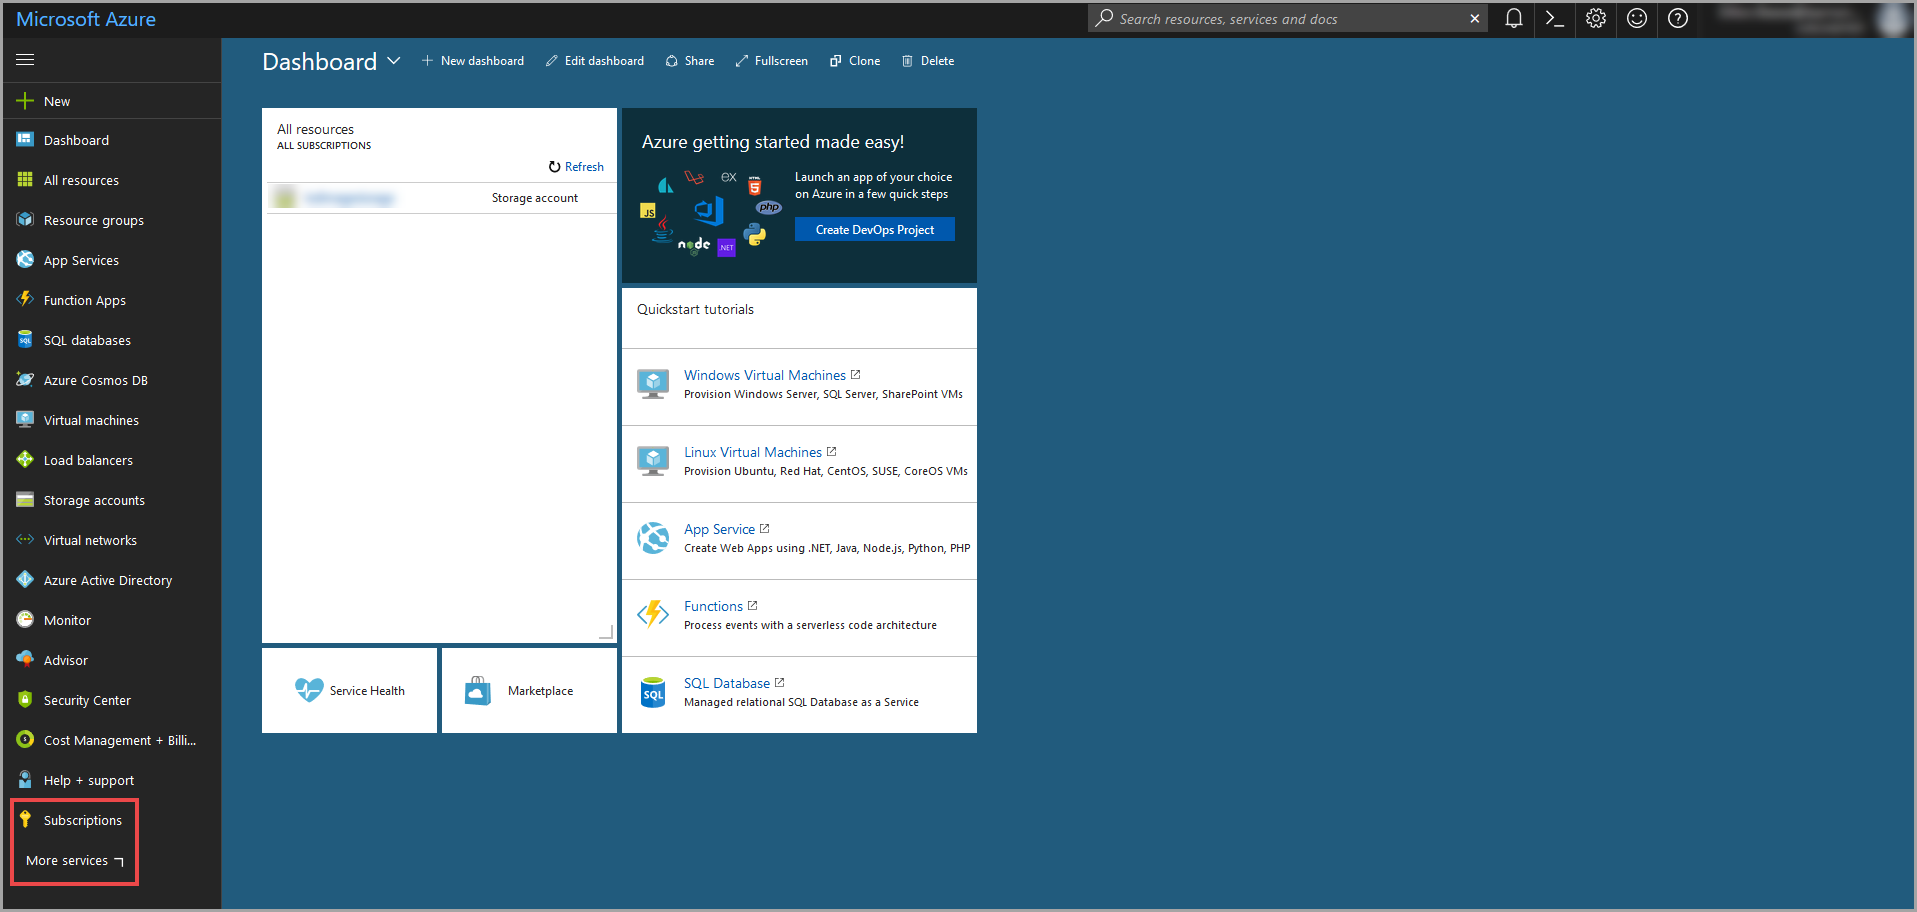 Microsoft Azure
Search resources, services and docs
New
Dashboard
All resources
Resource groups
App Services
Function Apps
SQL databases
Azure Cosmos DB
Virtual machines
Load balancers
Storage accounts
Virtual networks
Azure Active Directory
Monitor
Advisor
Security Center
Cost Management + Billi...
Help + support
Subscriptions
More services
Dashboard
New dashboard
Edit dashboard
Share
Fullscreen
Clone
Delete
All resources
ALL SUBSCRIPTIONS
Refresh
Storage account
Service Health
Marketplace
Azure getting started made easy!
Launch an app of your choice
on Azure in a few quick steps
Create DevOps Project
EX
5
JS
php
node
.NET
Quickstart tutorials
Windows Virtual Machines
Provision Windows Server, SQL Server, SharePoint VMs
Linux Virtual Machines
Provision Ubuntu, Red Hat, CentOS, SUSE, CoreOS VMs
App Service
Create Web Apps using .NET, Java, Node.js, Python, PHP
Functions
Process events with a serverless code architecture
SQL
SQL Database
Managed relational SQL Database as a Service